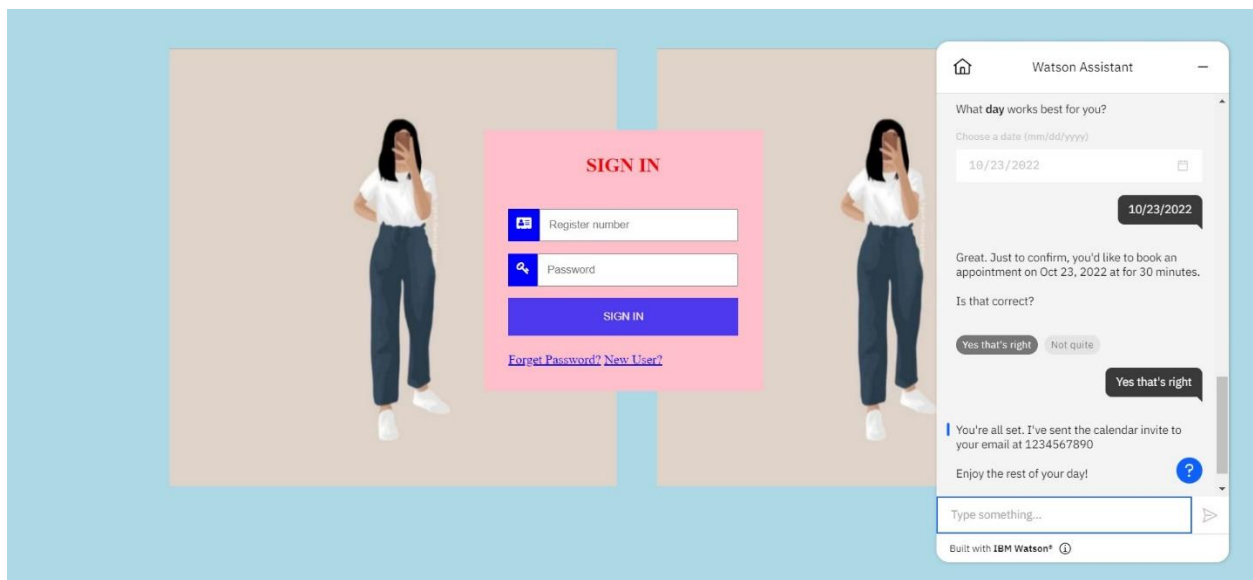 SIGN IN
Register number
Password
SIGN IN
Forget Password? New User?
Watson Assistant
What day works best for you?
Choose a date (mm/dd/yyyy)
10/23/2022
10/23/2022
Great. Just to confirm, you'd like to book an
appointment on Oct 23, 2022 at for 30 minutes.
Is that correct?
Yes that's right
Not quite
Yes that's right
You're all set. I've sent the calendar invite to
your email at 1234567890
Enjoy the rest of your day!
?
Type something...
Built with IBM Watson®